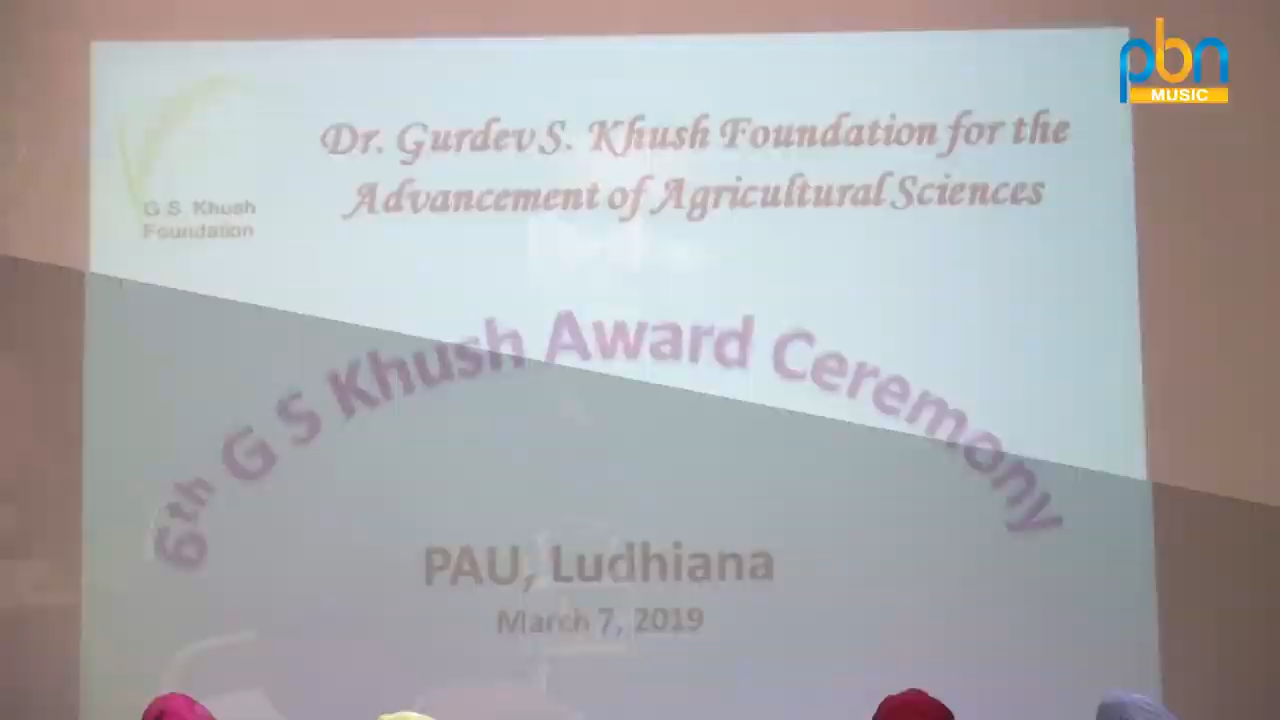 pbn
MUSIC
Dr. Gurdev S. Khush Foundation for the
Advancement of Agricultural Sciences
G S Khush
Foundation
6th G S Khush Award Ceremony
PAU, Ludhiana
March 7, 2019